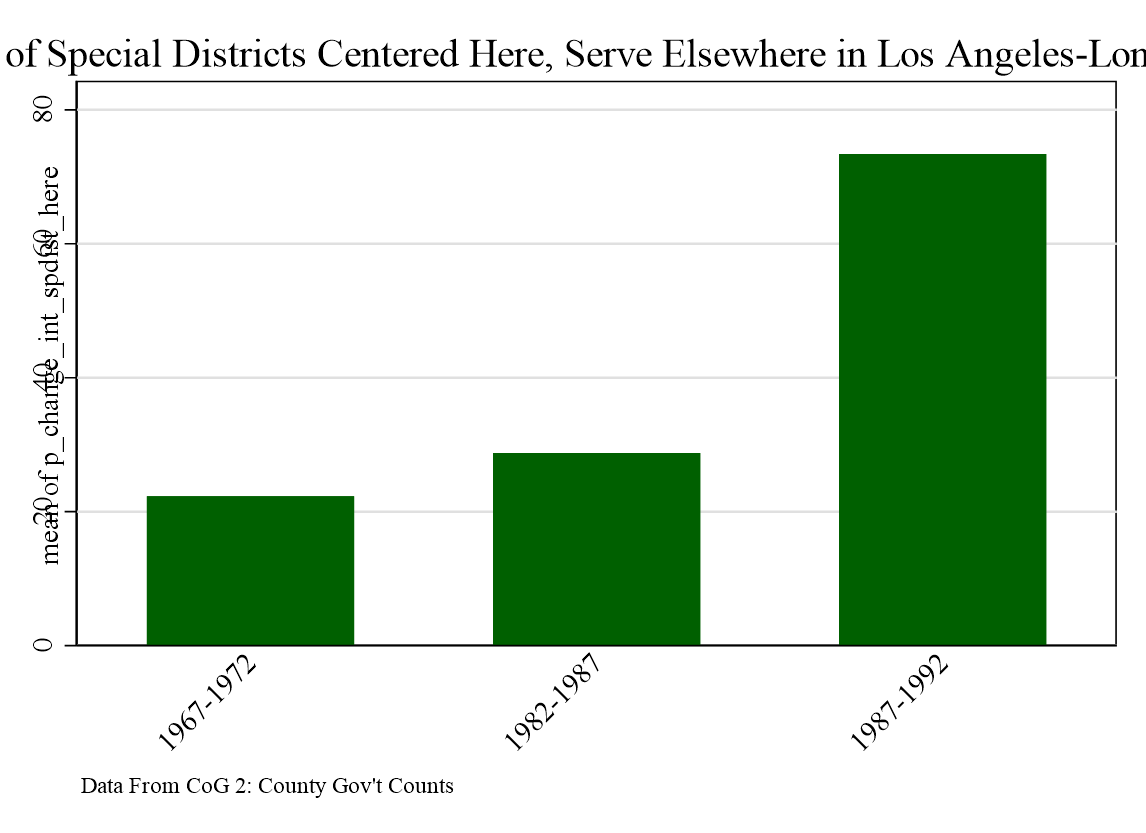 of Special Districts Centered Here, Serve Elsewhere in Los Angeles-Lon
80
60
40
20
0
mean of p_change_int_spdist_here
1967-1972
1982-1987
1987-1992
Data From CoG 2: County Gov't Counts